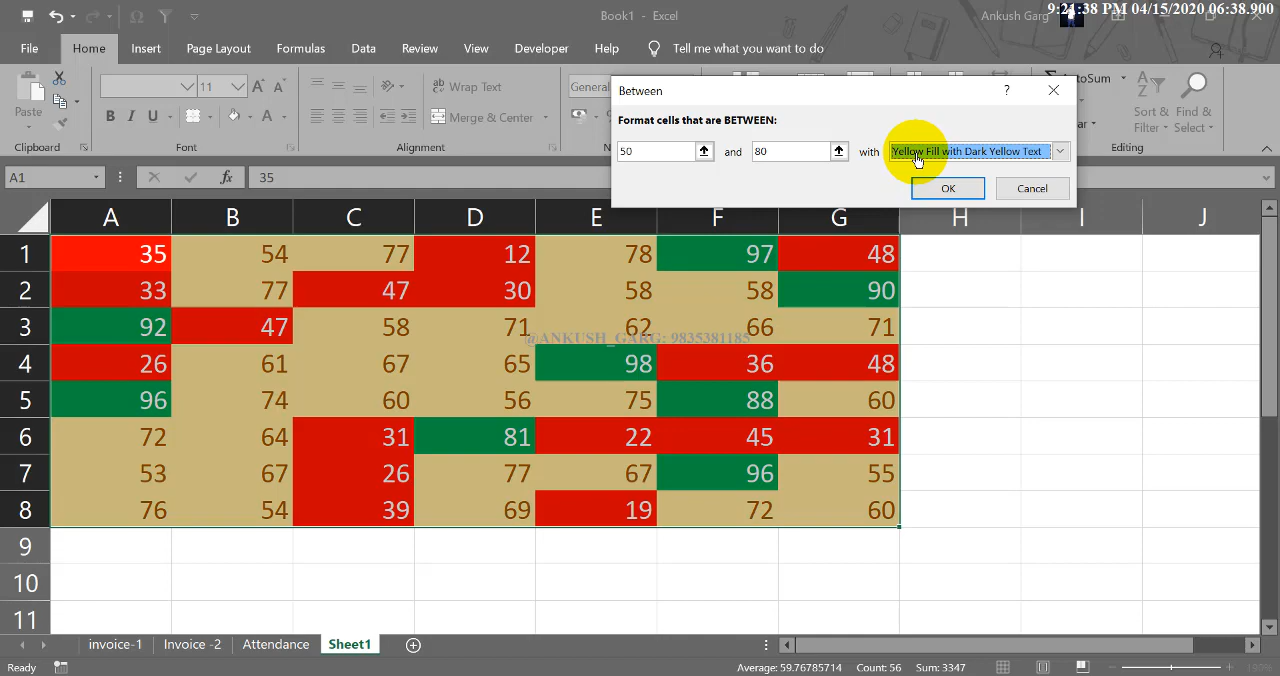 Book1 - Excel
Ankush Garg
9:21:38 PM 04/15/2020 06:38.900
File Home Insert Page Layout Formulas Data Review View Developer Help Tell me what you want to do
11
Wrap Text
General
AutoSum
Paste
B I U
Merge & Center
Sort & Filter
Find & Select
Clipboard Font Alignment Editing
Between
Format cells that are BETWEEN:
50 and 80 with Yellow Fill with Dark Yellow Text
OK Cancel
A1 fx 35
A B C D E F G H I J
1 35 54 77 12 78 97 48
2 33 77 47 30 58 58 90
3 92 47 58 71 62 66 71
@ANKUSH_GARG: 9835381185
4 26 61 67 65 98 36 48
5 96 74 60 56 75 88 60
6 72 64 31 81 22 45 31
7 53 67 26 77 67 96 55
8 76 54 39 69 19 72 60
9
10
11
invoice-1 Invoice -2 Attendance Sheet1
Ready Average: 59.76785714 Count: 56 Sum: 3347 100%